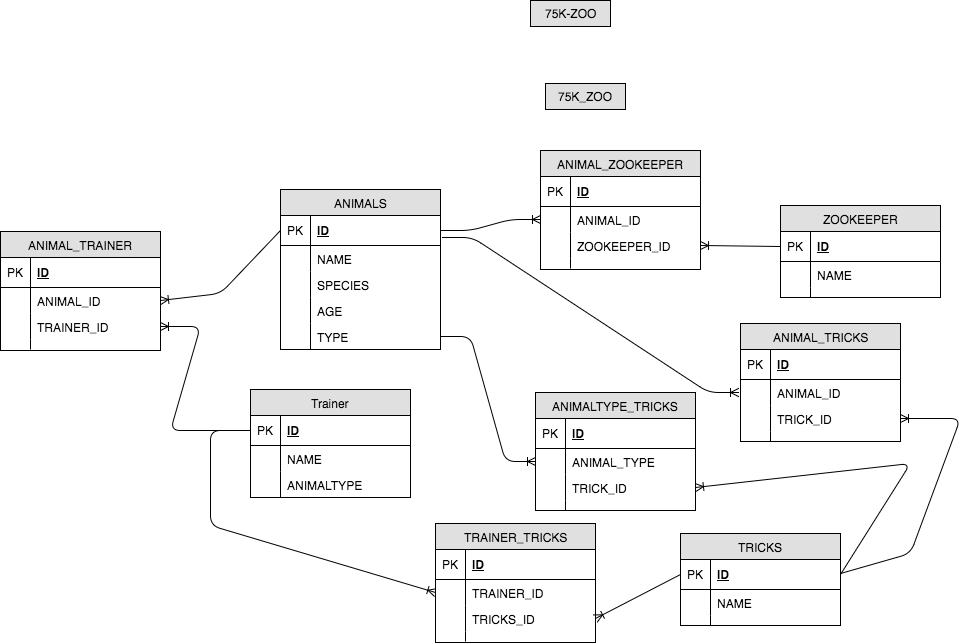 75K-ZOO
75K_ZOO
ANIMAL_ZOOKEEPER
PK ID
ANIMAL_ID
ZOOKEEPER_ID
ANIMALS
PK ID
NAME
SPECIES
AGE
TYPE
ZOOKEEPER
PK ID
NAME
ANIMAL_TRAINER
PK ID
ANIMAL_ID
TRAINER_ID
ANIMAL_TRICKS
PK ID
ANIMAL_ID
TRICK_ID
Trainer
PK ID
NAME
ANIMALTYPE
ANIMALTYPE_TRICKS
PK ID
ANIMAL_TYPE
TRICK_ID
TRAINER_TRICKS
PK ID
TRAINER_ID
TRICKS_ID
TRICKS
PK ID
NAME